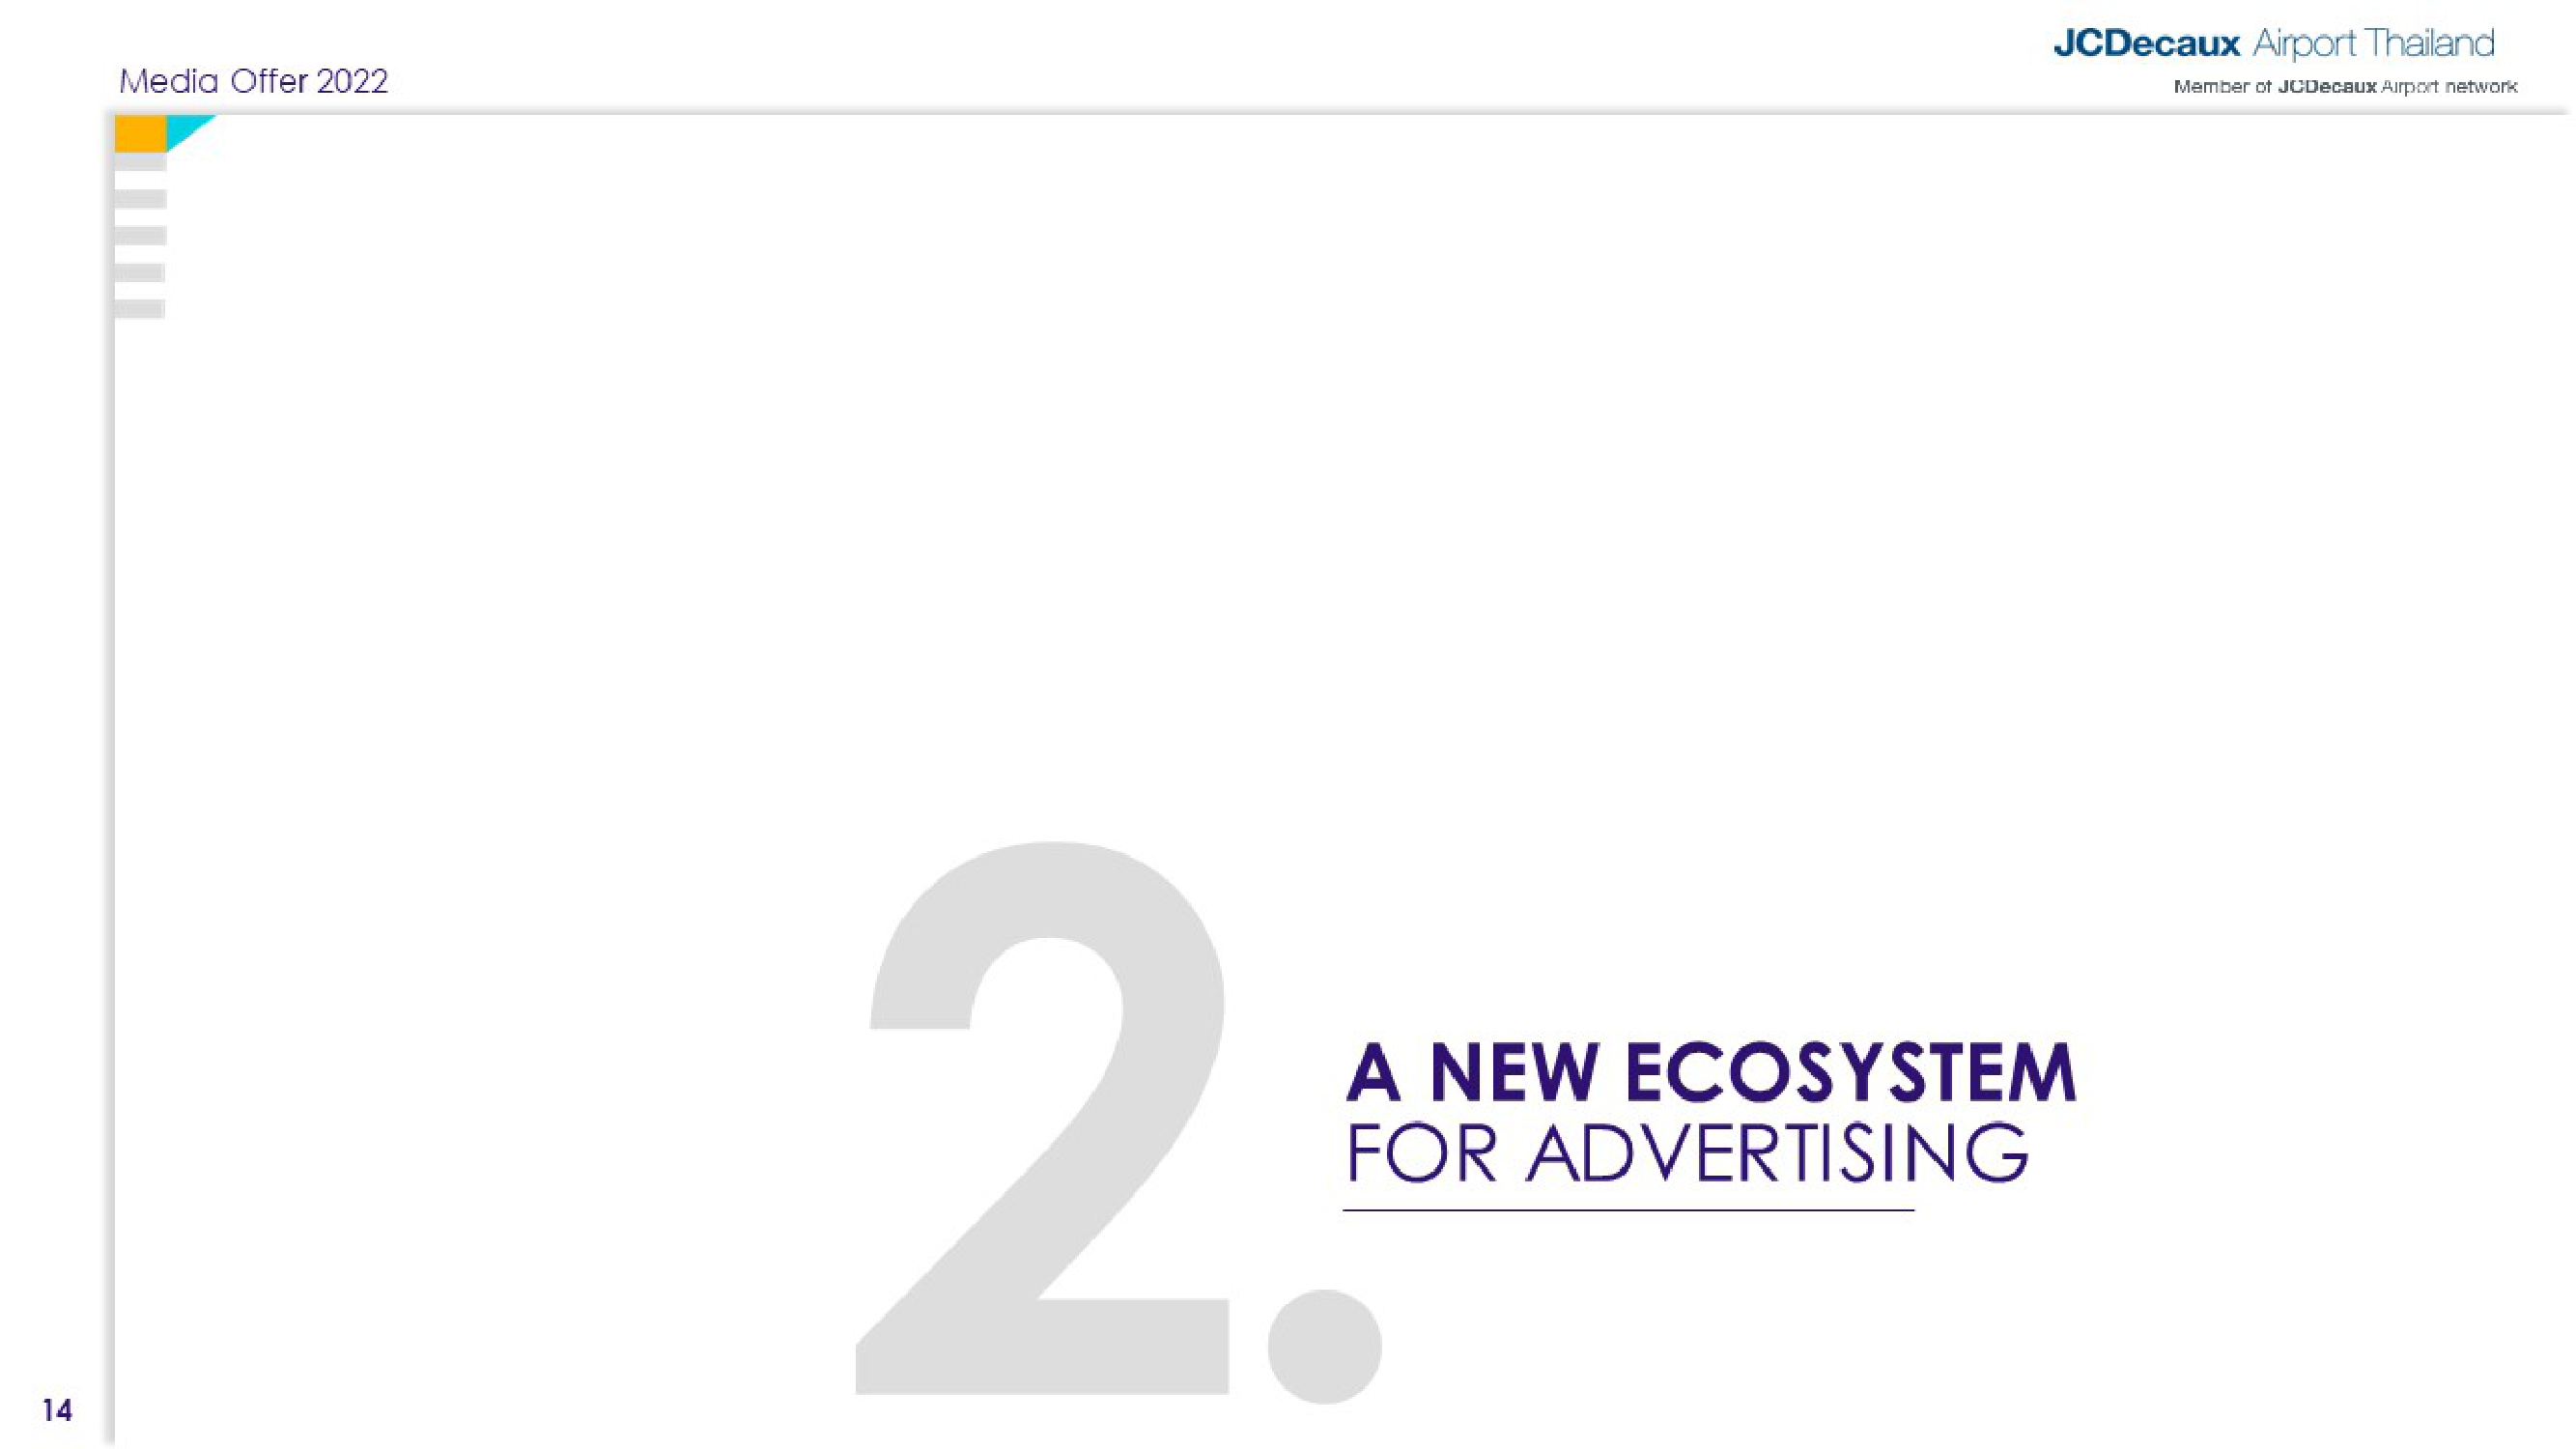 Media Offer 2022
JCDecaux Airport Thailand
Member of JCDecaux Airport network
2.
A NEW ECOSYSTEM
FOR ADVERTISING
14